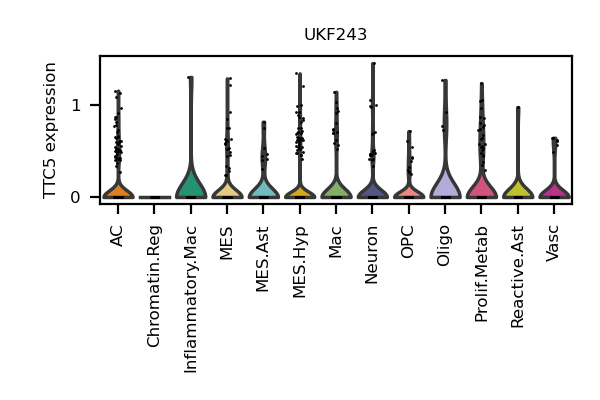 UKF243
TTC5 expression
1
0
AC
Chromatin.Reg
Inflammatory.Mac
MES
MES.Ast
MES.Hyp
Mac
Neuron
OPC
Oligo
Prolif.Metab
Reactive.Ast
Vasc